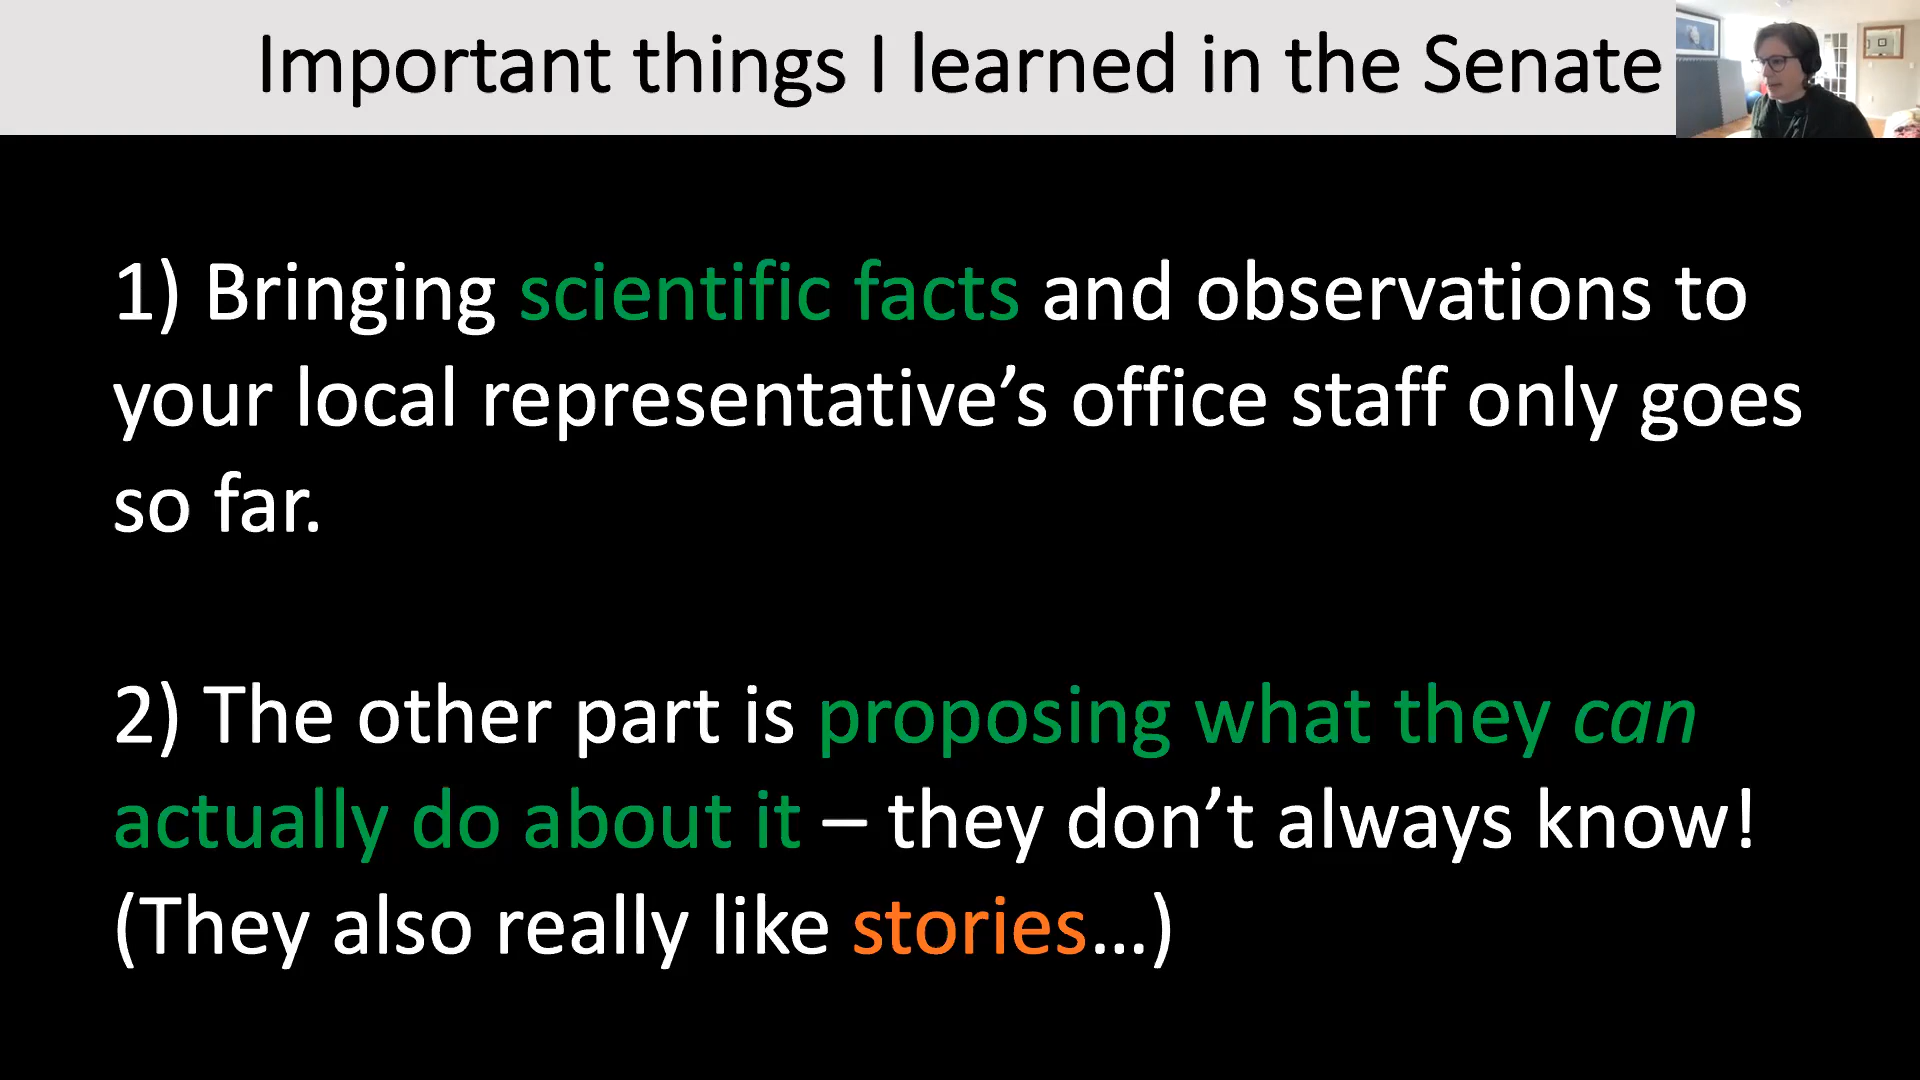 Important things I learned in the Senate
1) Bringing scientific facts and observations to
your local representative’s office staff only goes
so far.
2) The other part is proposing what they can
actually do about it – they don’t always know!
(They also really like stories…)